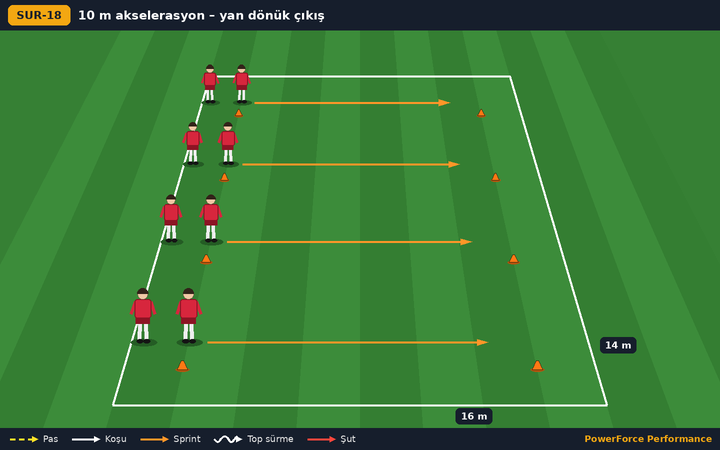 SUR-18 10 m akselerasyon – yan dönük çıkış
14 m
16 m
Pas Koşu Sprint Top sürme Şut PowerForce Performance